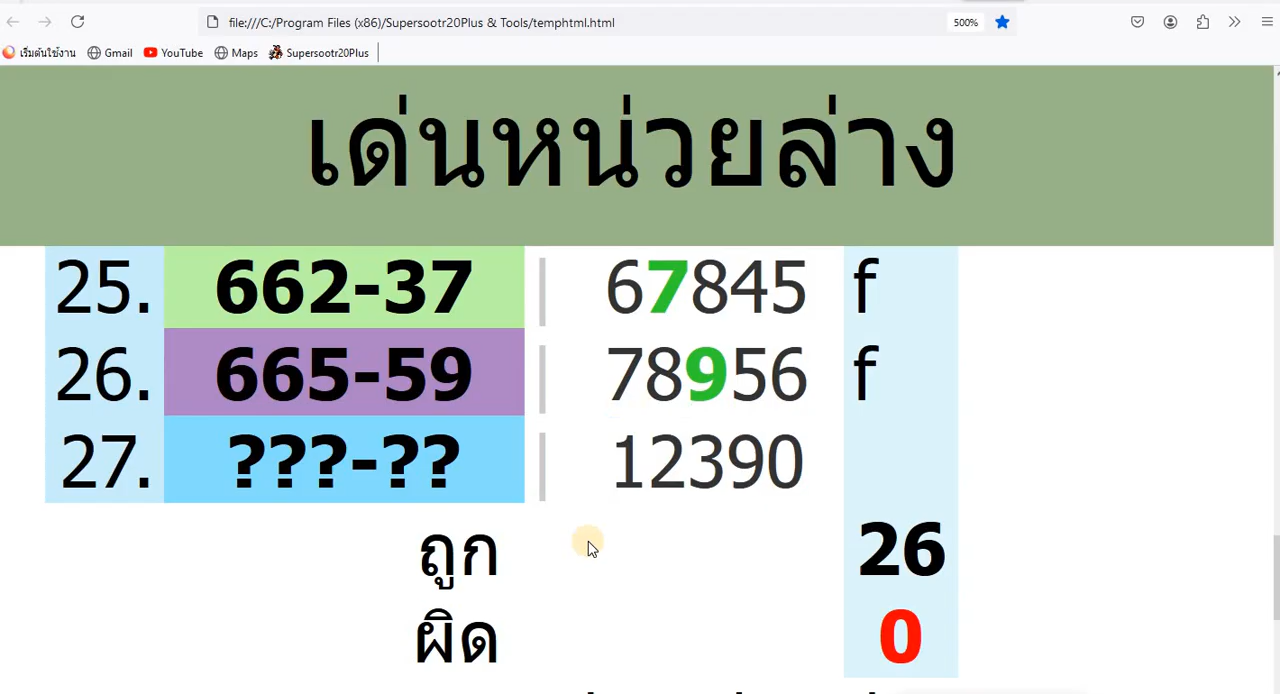 file:///C:/Program Files (x86)/Supersootr20Plus & Tools/temphtml.html 500%
เริ่มต้นใช้งาน Gmail YouTube Maps Supersootr20Plus
เด่นหน่วยล่าง
25. 662-37 67845 f
26. 665-59 78956 f
27. ???-?? 12390
ถูก 26
ผิด 0